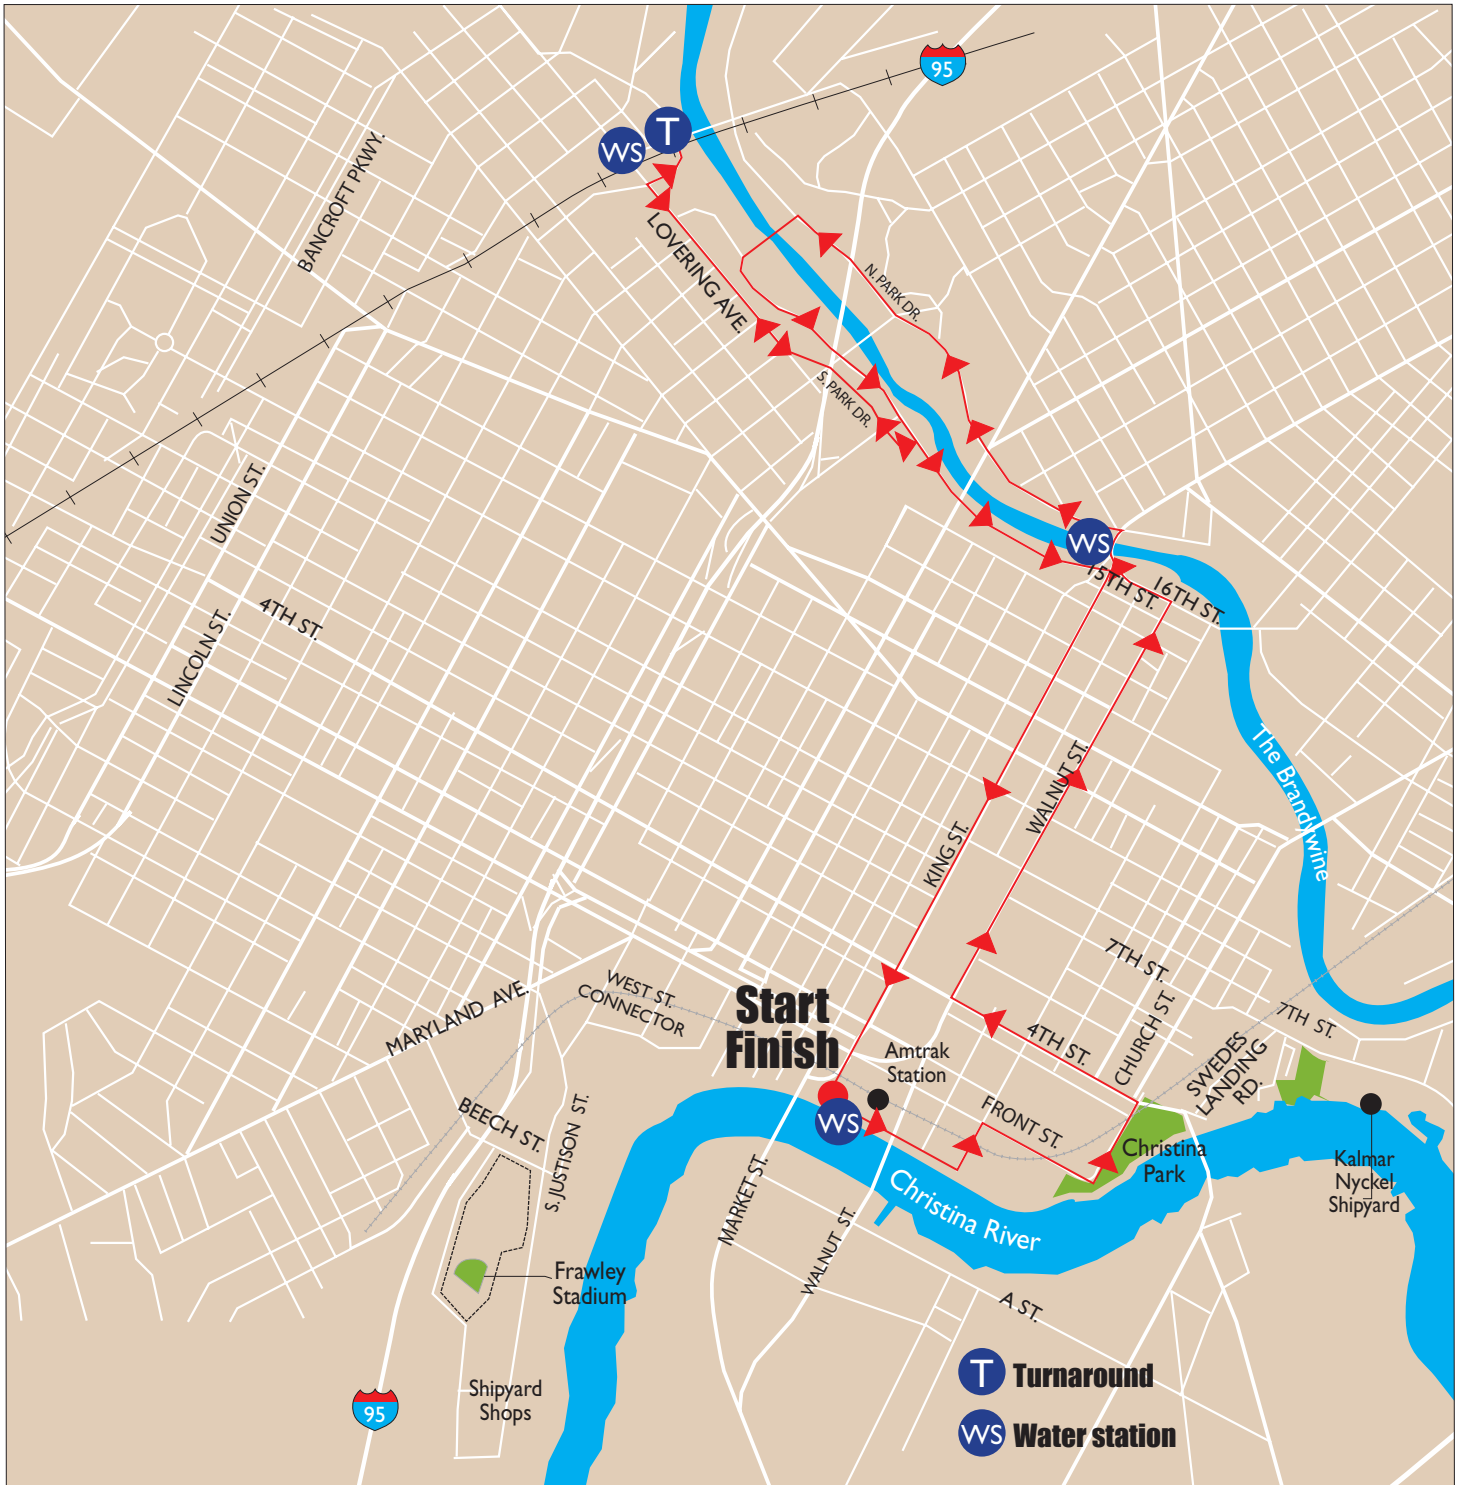 95
T
WS
BANCROFT PKWY.
LOVERING AVE.
N. PARK DR.
S. PARK DR.
UNION ST.
WS
15TH ST.
16TH ST.
4TH ST.
LINCOLN ST.
The Brandywine
WALNUT ST.
KING ST.
7TH ST.
WEST ST.
CONNECTOR
MARYLAND AVE.
Start
Finish
CHURCH ST.
7TH ST.
4TH ST.
SWEDES
LANDING
RD.
Amtrak
Station
FRONT ST.
BEECH ST.
S. JUSTISON ST.
WS
Christina
Park
Kalmar
Nyckel
Shipyard
MARKET ST.
Christina River
WALNUT ST.
Frawley
Stadium
A ST.
T Turnaround
Shipyard
Shops
95
WS Water station